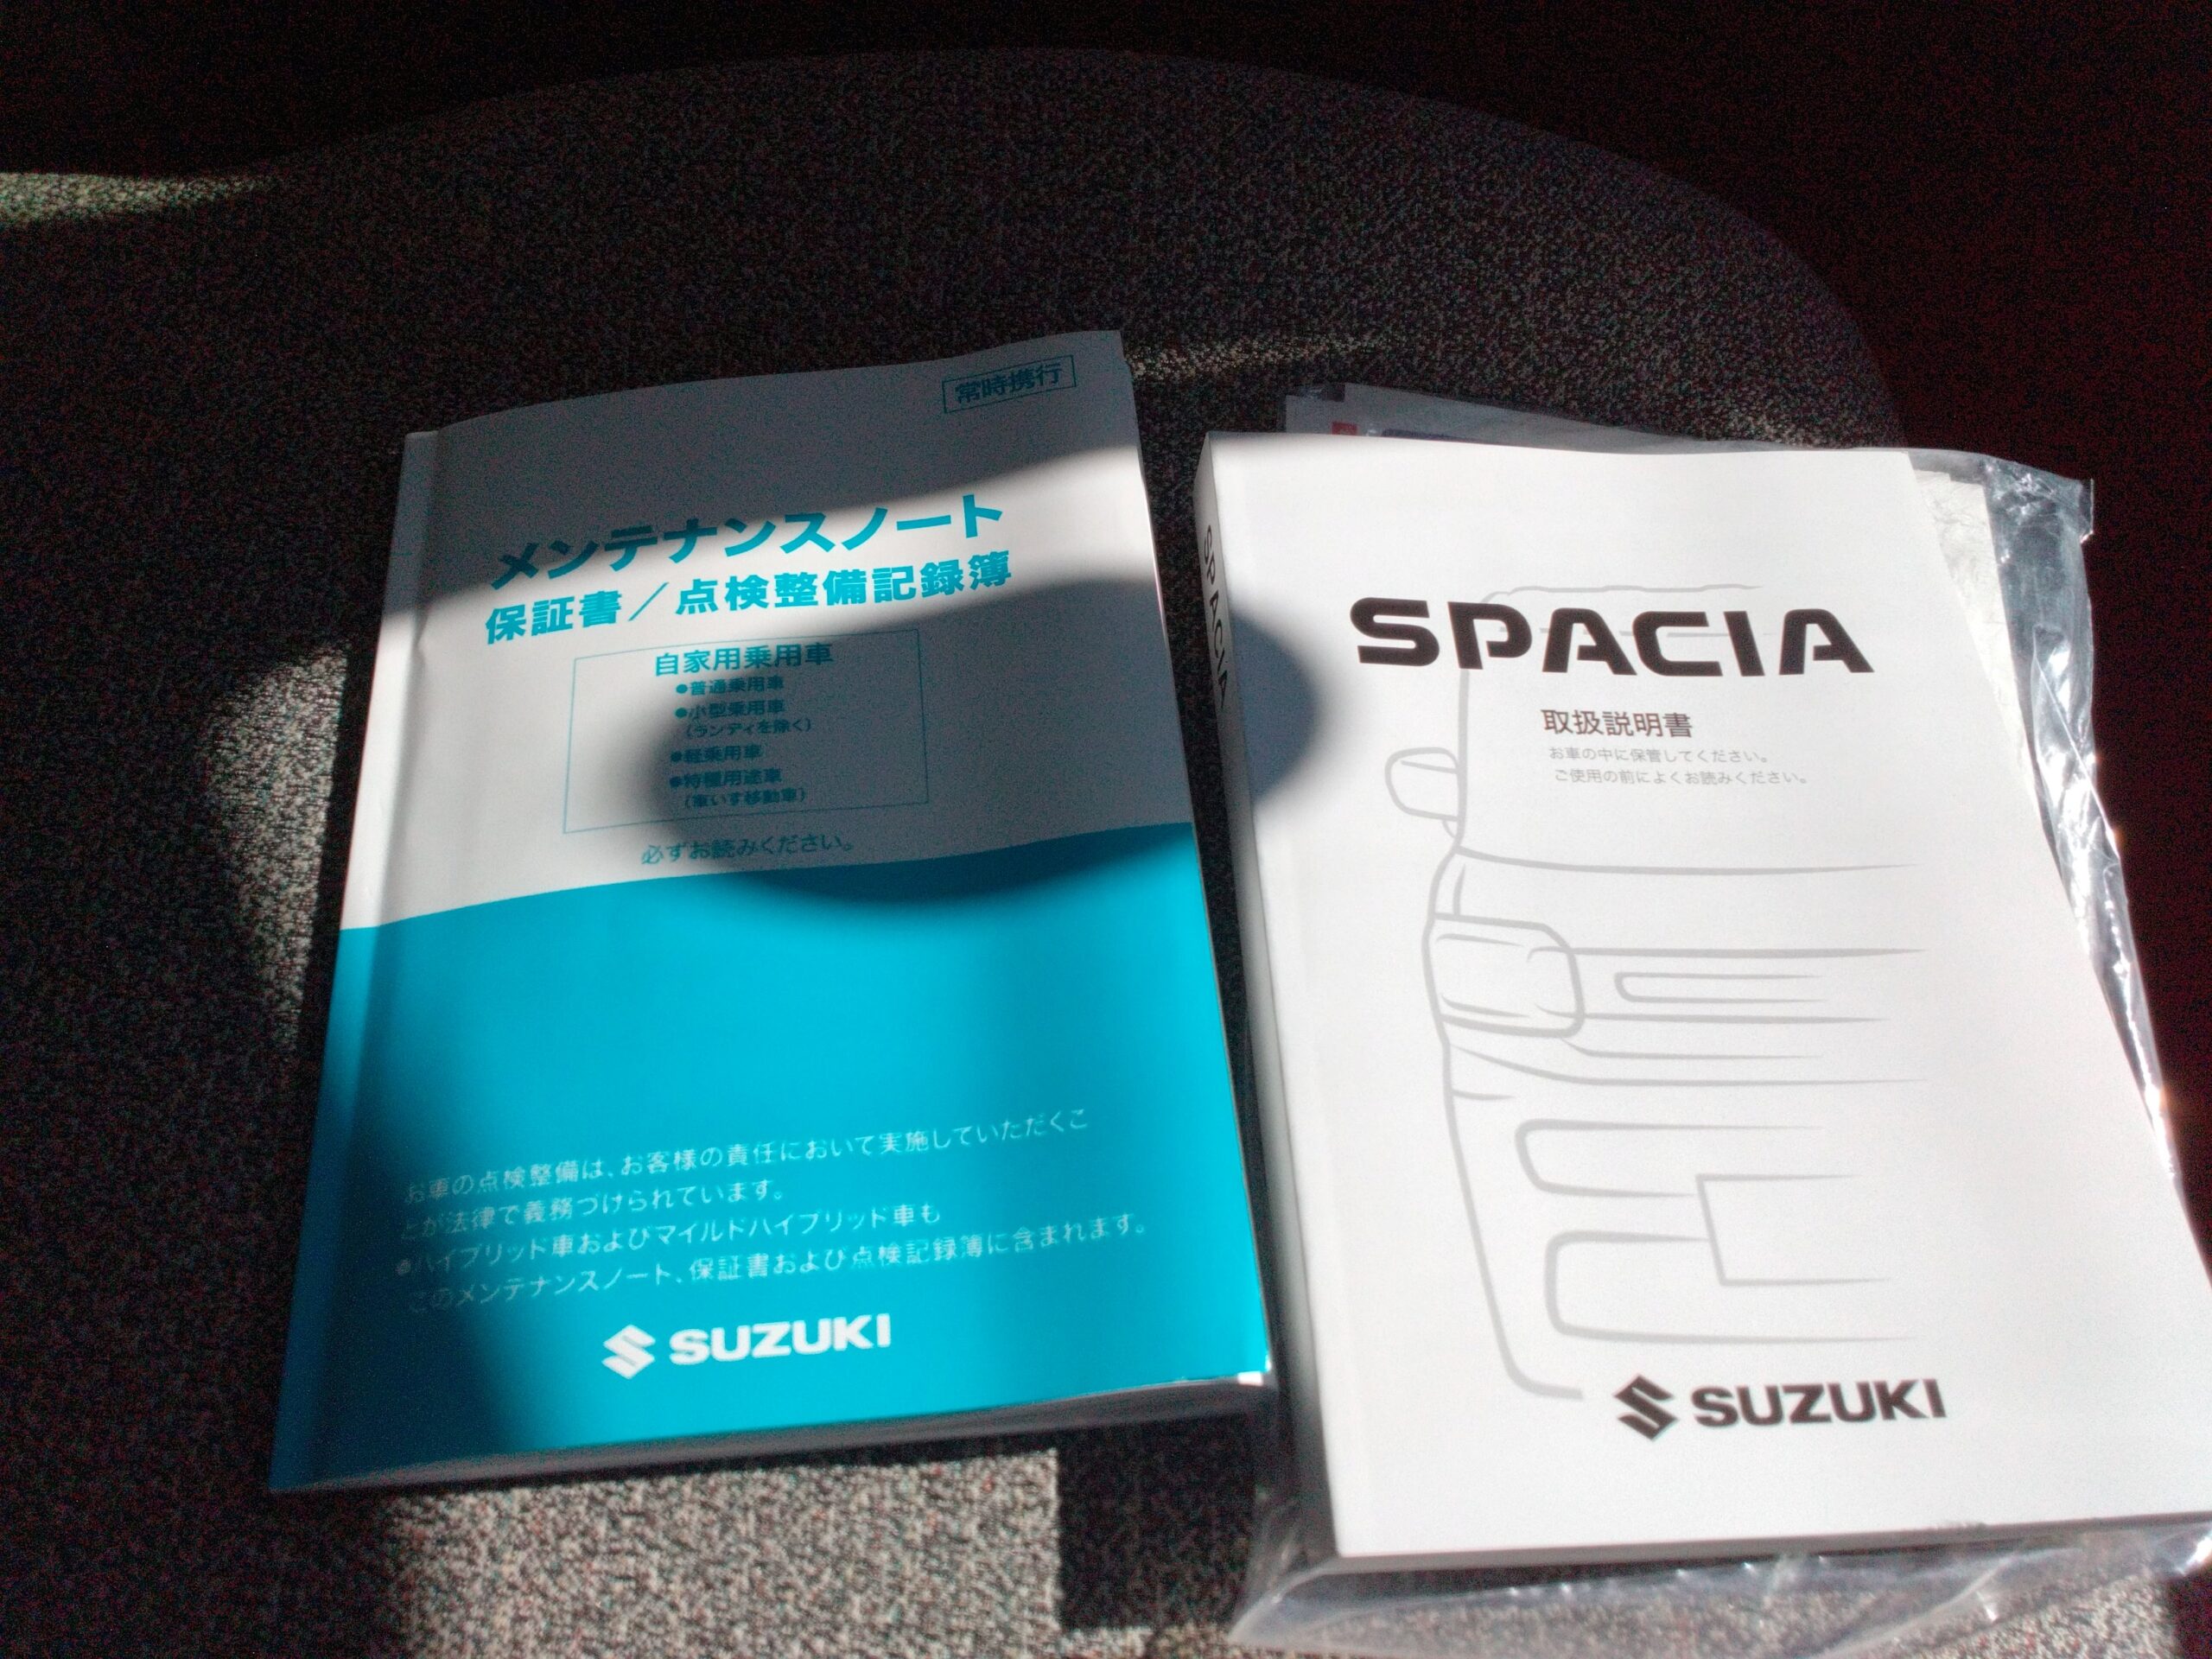 常時携行
メンテナンスノート
保証書／点検整備記録簿
自家用乗用車
●普通乗用車
●小型乗用車
(ランディを除く)
●軽乗用車
●特種用途車
(車いす移動車)
必ずお読みください。
お車の点検整備は、お客様の責任において実施していただくこ
とが法律で義務づけられています。
●ハイブリッド車およびマイルドハイブリッド車も
このメンテナンスノート、保証書および点検記録簿に含まれます。
SUZUKI
SPACIA
SPACIA
取扱説明書
お車の中に保管してください。
ご使用の前によくお読みください。
SUZUKI